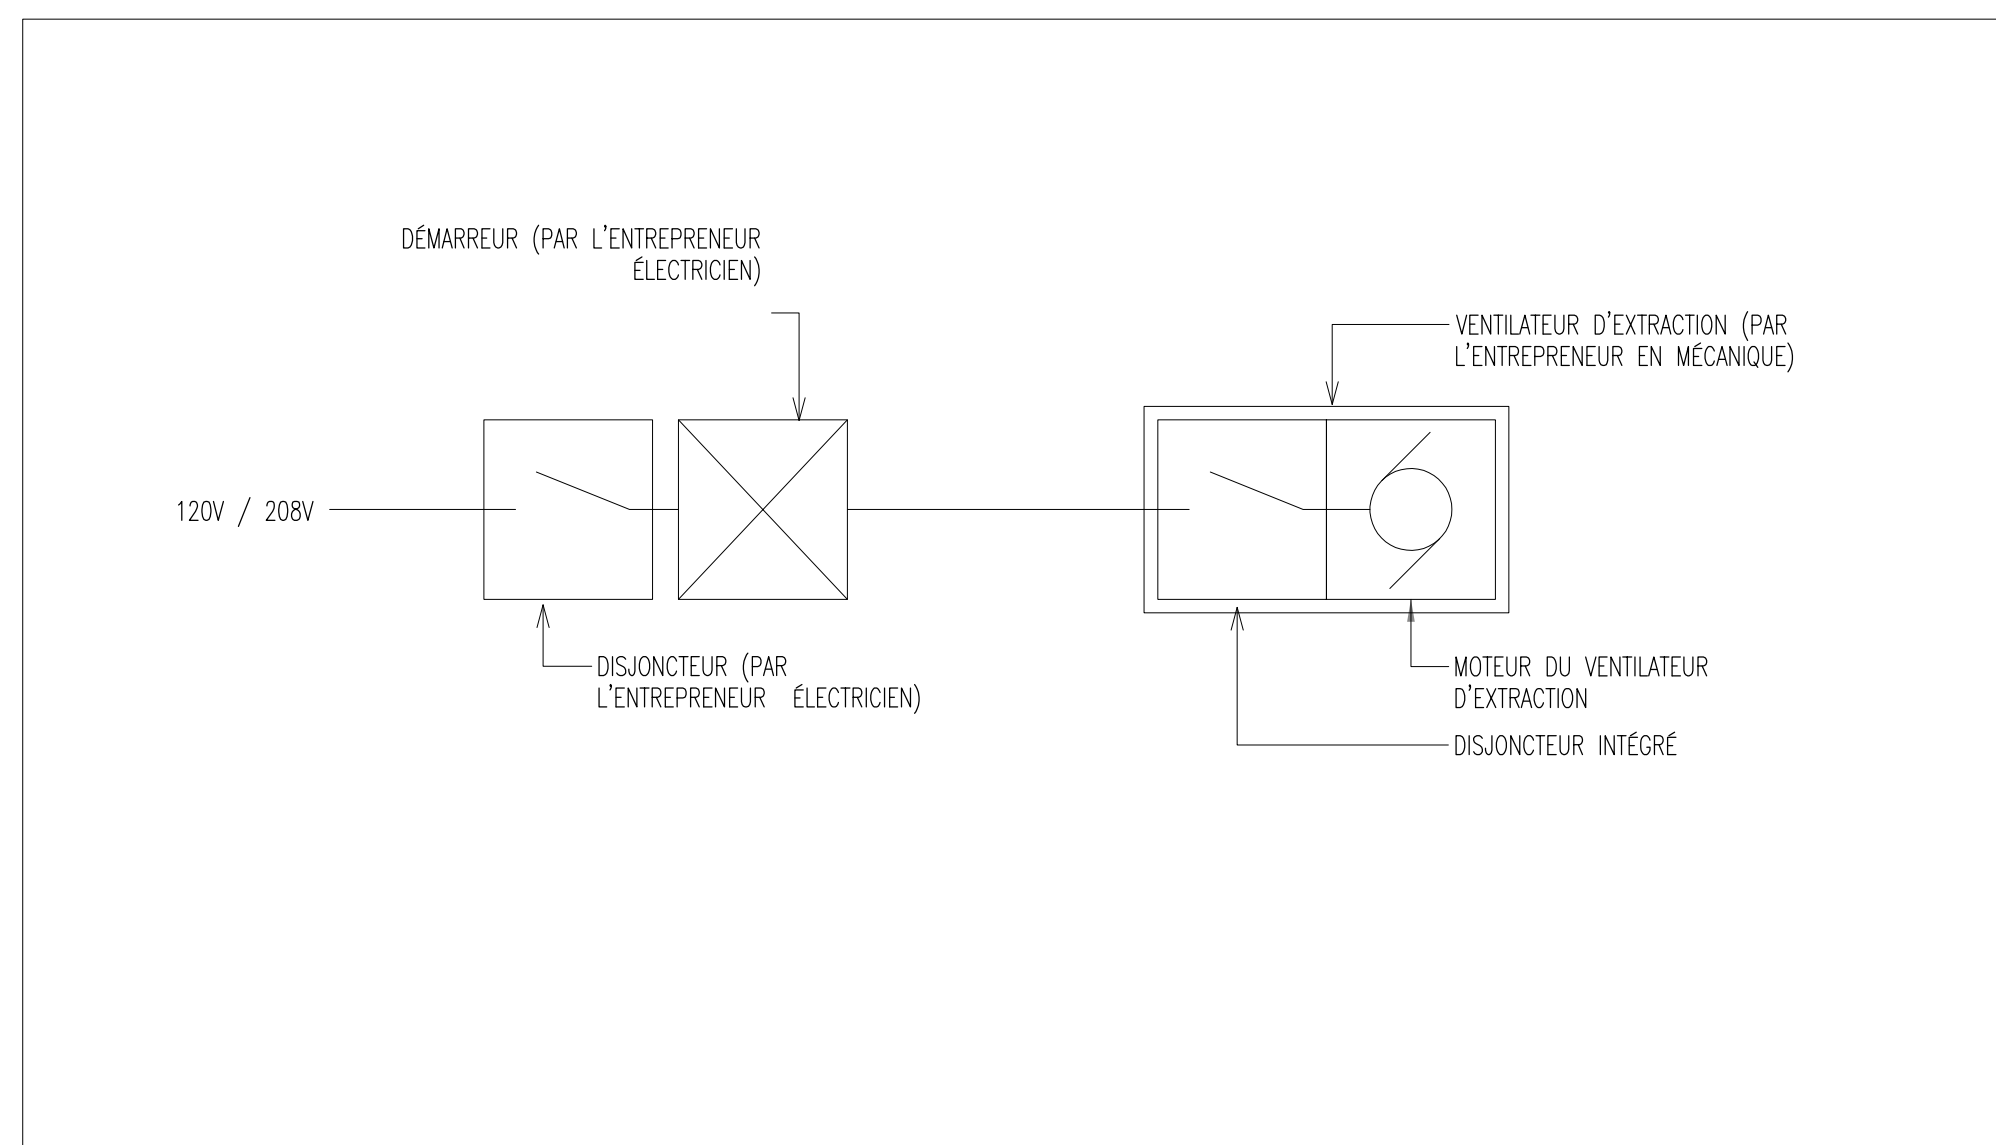 DÉMARREUR (PAR L'ENTREPRENEUR
ÉLECTRICIEN)
VENTILATEUR D'EXTRACTION (PAR
L'ENTREPRENEUR EN MÉCANIQUE)
120V / 208V
DISJONCTEUR (PAR
L'ENTREPRENEUR ÉLECTRICIEN)
MOTEUR DU VENTILATEUR
D'EXTRACTION
DISJONCTEUR INTÉGRÉ